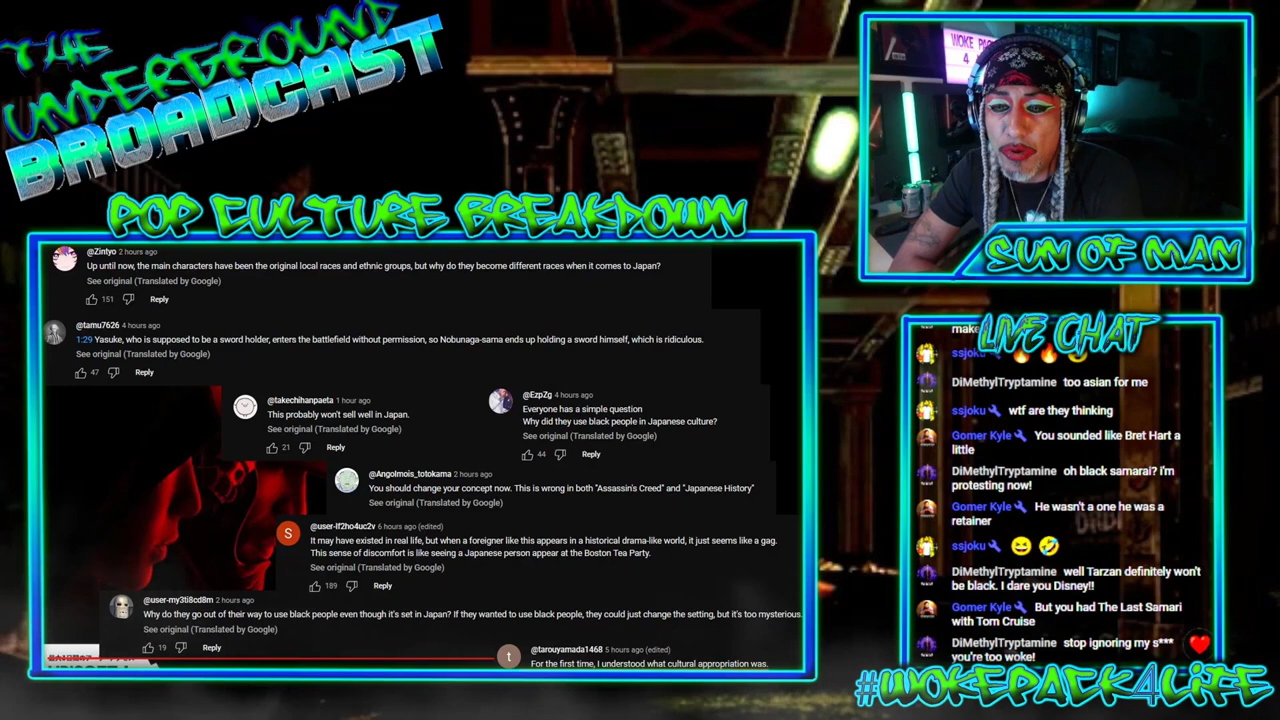 THE
UNDERGROUND
BROADCAST
WOKE PAC
4
POP CULTURE BREAKDOWN
SUN OF MAN
@Zintyo 2 hours ago
Up until now, the main characters have been the original local races and ethnic groups, but why do they become different races when it comes to Japan?
See original (Translated by Google)
151 Reply
@tamu7626 4 hours ago
1:29 Yasuke, who is supposed to be a sword holder, enters the battlefield without permission, so Nobunaga-sama ends up holding a sword himself, which is ridiculous.
See original (Translated by Google)
47 Reply
@takechihanpaeta 1 hour ago
This probably won't sell well in Japan.
See original (Translated by Google)
21 Reply
@EzpZg 4 hours ago
Everyone has a simple question
Why did they use black people in Japanese culture?
See original (Translated by Google)
44 Reply
@Angolmois_totokama 2 hours ago
You should change your concept now. This is wrong in both "Assassin's Creed" and "Japanese History"
See original (Translated by Google)
S
@user-lf2ho4uc2v 6 hours ago (edited)
It may have existed in real life, but when a foreigner like this appears in a historical drama-like world, it just seems like a gag.
This sense of discomfort is like seeing a Japanese person appear at the Boston Tea Party.
See original (Translated by Google)
189 Reply
@user-my3ti8cd8m 2 hours ago
Why do they go out of their way to use black people even though it's set in Japan? If they wanted to use black people, they could just change the setting, but it's too mysterious.
See original (Translated by Google)
19 Reply
t
@tarouyamada1468 5 hours ago (edited)
For the first time, I understood what cultural appropriation was.
LIVE CHAT
make
ssjoku
DiMethylTryptamine too asian for me
ssjoku wtf are they thinking
Gomer Kyle You sounded like Bret Hart a
little
DiMethylTryptamine oh black samarai? i'm
protesting now!
Gomer Kyle He wasn't a one he was a
retainer
ssjoku
DiMethylTryptamine well Tarzan definitely won't
be black. I dare you Disney!!
Gomer Kyle But you had The Last Samari
with Tom Cruise
DiMethylTryptamine stop ignoring my s***
you're too woke!
#WOKEPACK4LIFE